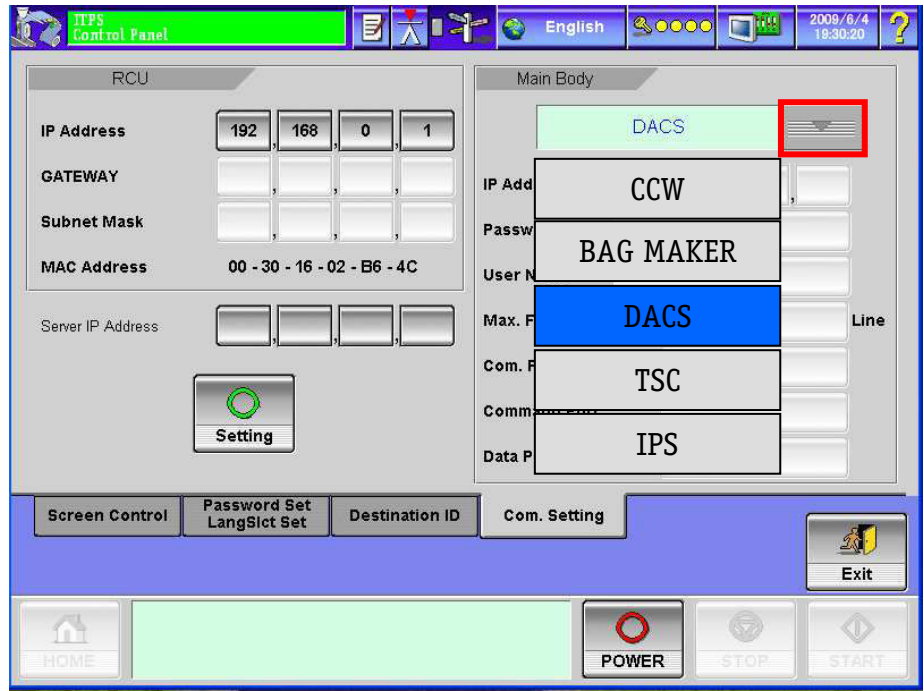 ITPS
Control Panel
English
2009/6/4
19:30:20
?
RCU
IP Address 192 , 168 , 0 , 1
GATEWAY , , ,
Subnet Mask , , ,
MAC Address 00 - 30 - 16 - 02 - B6 - 4C
Server IP Address , , ,
Setting
Main Body
DACS
CCW
BAG MAKER
DACS
TSC
IPS
IP Add ,
Passw
User N
Max. F Line
Com. F
Data P
Screen Control
Password Set
LangSlct Set
Destination ID
Com. Setting
Exit
HOME
POWER
STOP
START